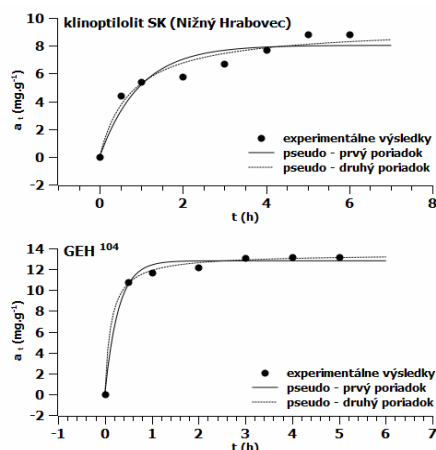 klinoptilolit SK (Nižný Hrabovec)
10
8
6
4
2
0
-2
a t (mg.g-1)
experimentálne výsledky
pseudo - prvý poriadok
pseudo - druhý poriadok
0 2 4 6 8
t (h)
GEH 104
14
12
10
8
6
4
2
0
-2
a t (mg.g-1)
experimentálne výsledky
pseudo - prvý poriadok
pseudo - druhý poriadok
-1 0 1 2 3 4 5 6 7
t (h)